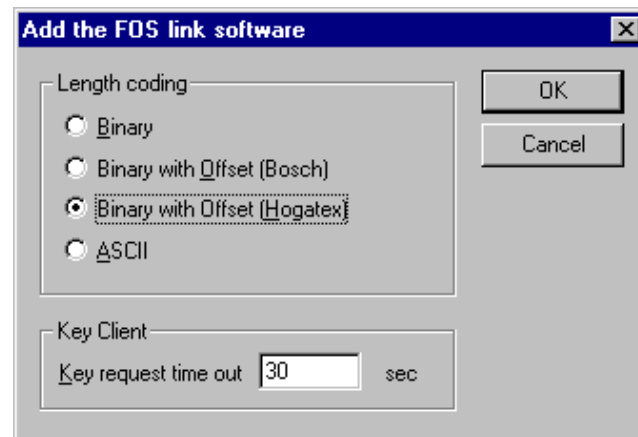 Add the FOS link software
Length coding
Binary
Binary with Offset (Bosch)
Binary with Offset (Hogatex)
ASCII
OK
Cancel
Key Client
Key request time out 30 sec